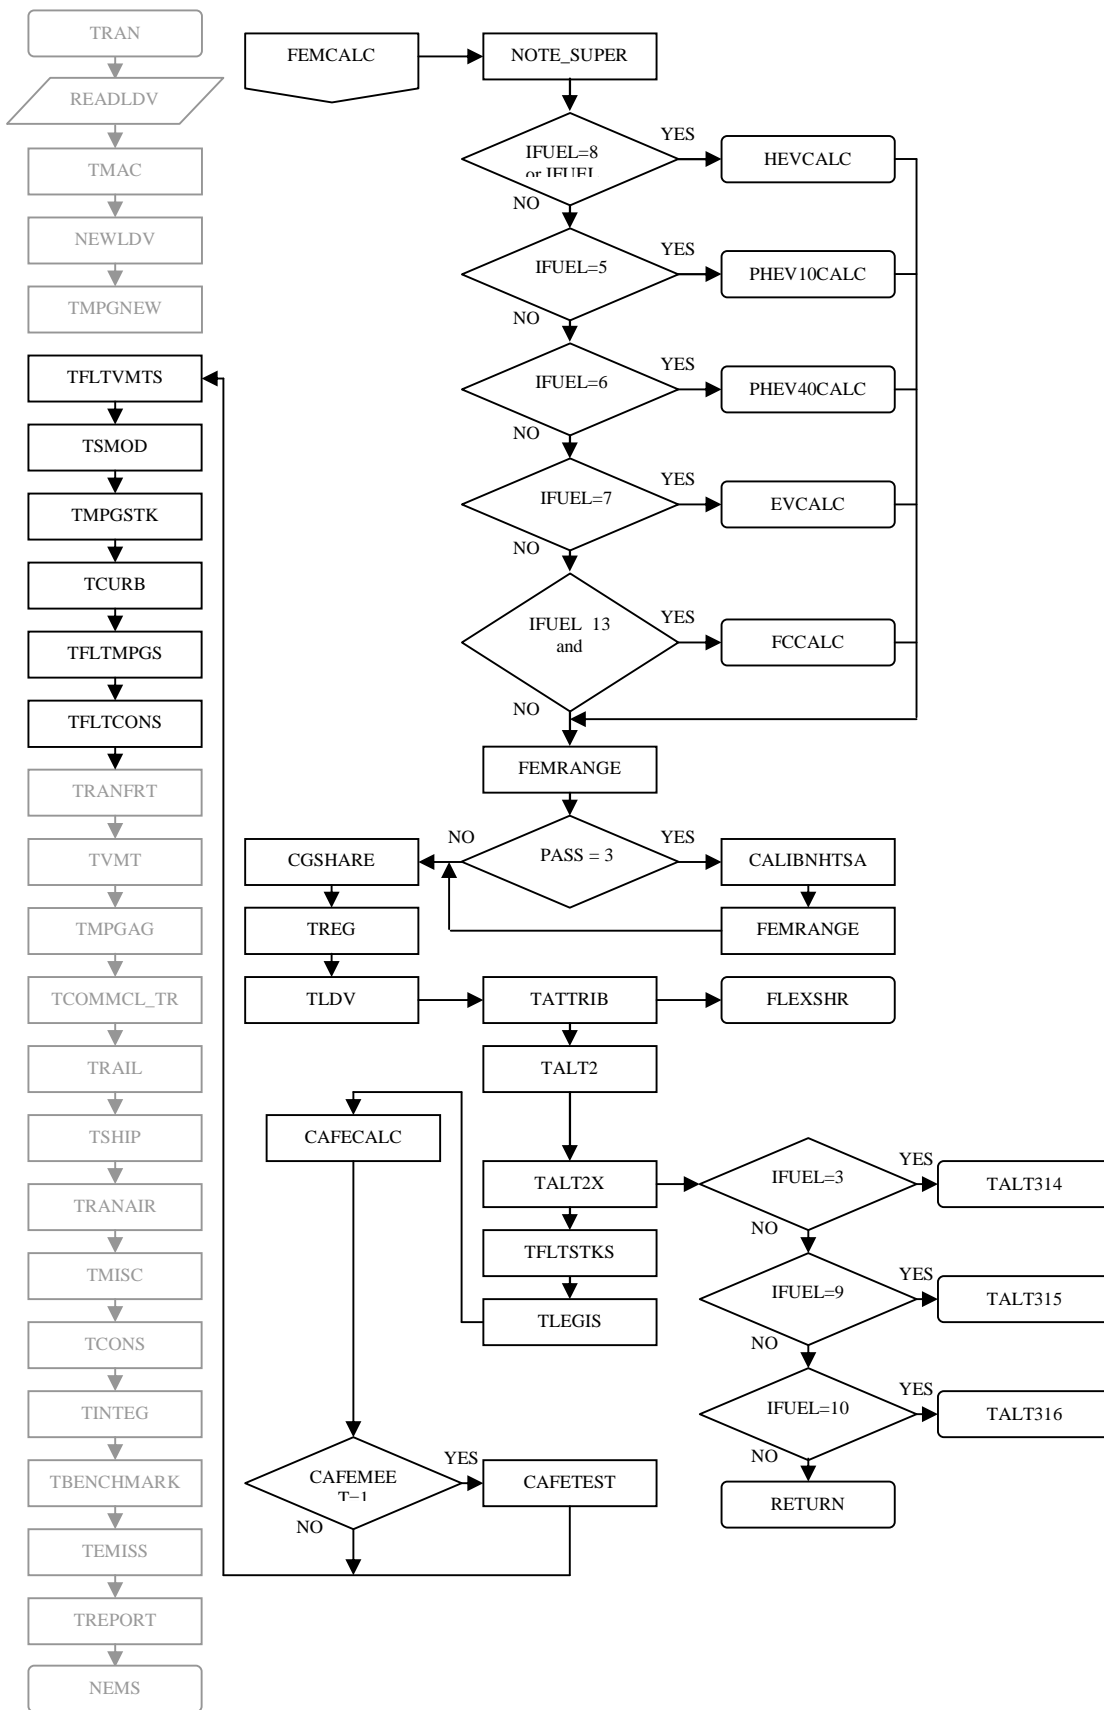 TRAN
READLDV
TMAC
NEWLDV
TMPGNEW
TFLTVMTS
TSMOD
TMPGSTK
TCURB
TFLTMPGS
TFLTCONS
TRANFRT
TVMT
TMPGAG
TCOMMCL_TR
TRAIL
TSHIP
TRANAIR
TMISC
TCONS
TINTEG
TBENCHMARK
TEMISS
TREPORT
NEMS
FEMCALC
NOTE_SUPER
IFUEL=8
or IFUEL
YES
NO
HEVCALC
IFUEL=5
YES
NO
PHEV10CALC
IFUEL=6
YES
NO
PHEV40CALC
IFUEL=7
YES
NO
EVCALC
IFUEL 13
and
YES
NO
FCCALC
FEMRANGE
PASS = 3
NO
YES
CGSHARE
CALIBNHTSA
TREG
FEMRANGE
TLDV
TATTRIB
FLEXSHR
TALT2
CAFECALC
TALT2X
IFUEL=3
YES
NO
TALT314
TFLTSTKS
IFUEL=9
YES
NO
TALT315
TLEGIS
IFUEL=10
YES
NO
TALT316
CAFEMEE
T=1
YES
NO
CAFETEST
RETURN